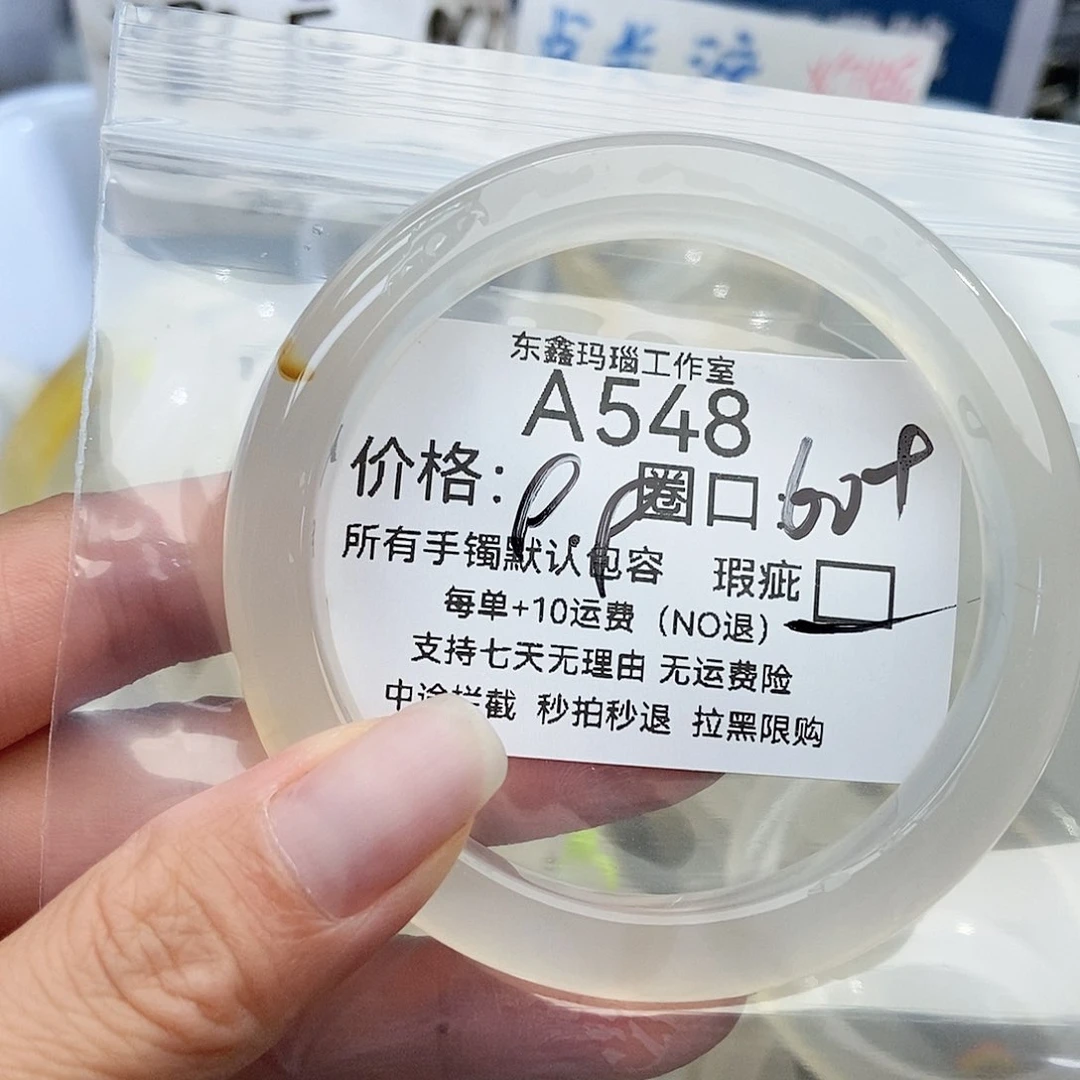 东鑫玛瑙工作室
A548
价格: P.P 圈口: 60+
所有手镯默认包容 瑕疵
每单+10运费（NO退）
支持七天无理由 无运费险
中途拦截 秒拍秒退 拉黑限购